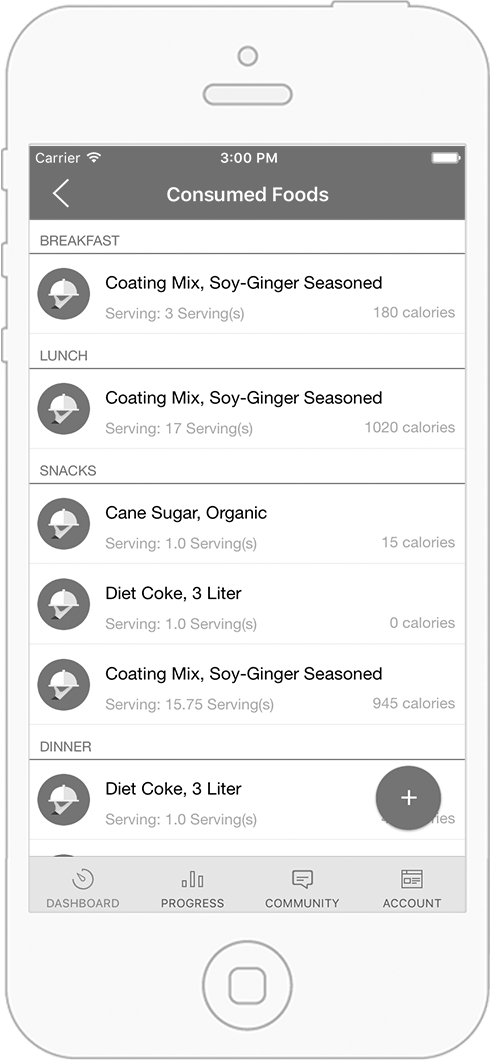 Carrier 3:00 PM
Consumed Foods
BREAKFAST
Coating Mix, Soy-Ginger Seasoned
Serving: 3 Serving(s) 180 calories
LUNCH
Coating Mix, Soy-Ginger Seasoned
Serving: 17 Serving(s) 1020 calories
SNACKS
Cane Sugar, Organic
Serving: 1.0 Serving(s) 15 calories
Diet Coke, 3 Liter
Serving: 1.0 Serving(s) 0 calories
Coating Mix, Soy-Ginger Seasoned
Serving: 15.75 Serving(s) 945 calories
DINNER
Diet Coke, 3 Liter
+
Serving: 1.0 Serving(s)
DASHBOARD PROGRESS COMMUNITY ACCOUNT